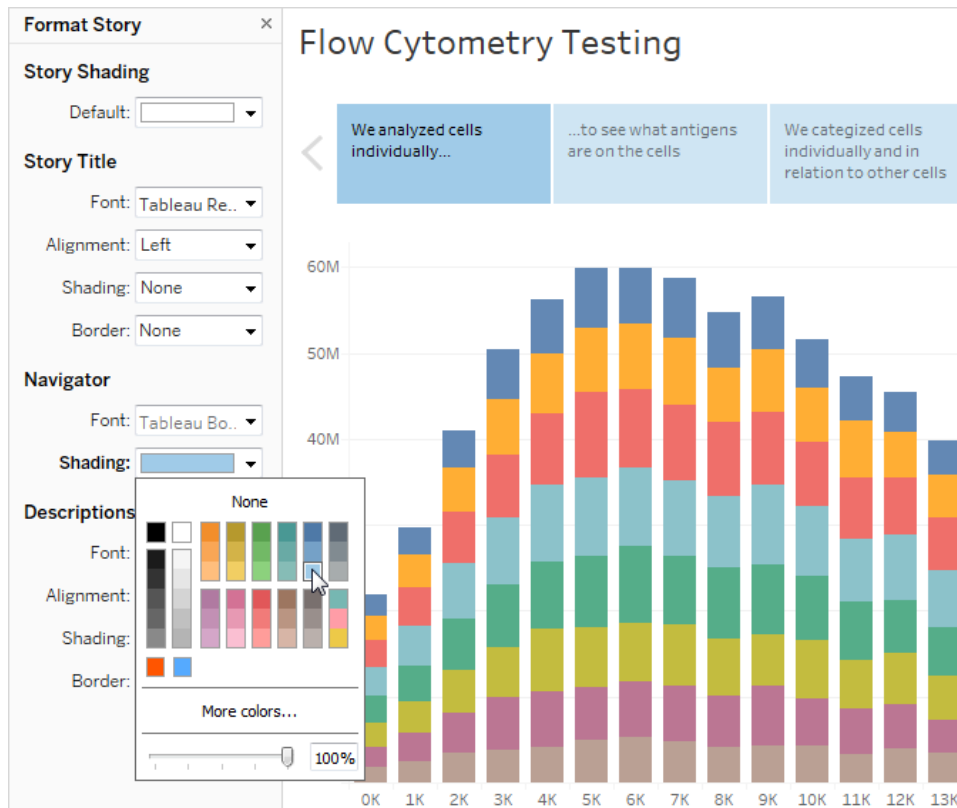 Format Story ×
Story Shading
Default:
Story Title
Font: Tableau Re..
Alignment: Left
Shading: None
Border: None
Navigator
Font: Tableau Bo..
Shading:
None
Descriptions
Font:
Alignment:
Shading:
Border:
More colors...
100%
Flow Cytometry Testing
We analyzed cells
individually...
...to see what antigens
are on the cells
We categized cells
individually and in
relation to other cells
60M
50M
40M
0K 1K 2K 3K 4K 5K 6K 7K 8K 9K 10K 11K 12K 13K